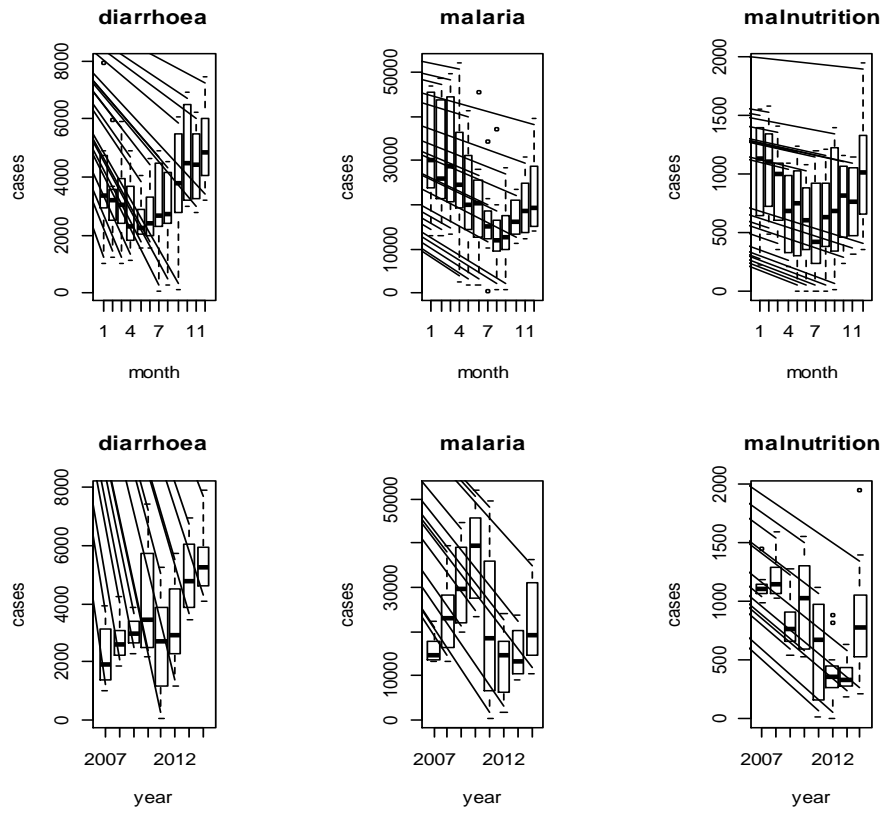 diarrhoea
malaria
malnutrition
cases
0 2000 4000 6000 8000
1 4 7 11
month
cases
10000 30000 50000
0
1 4 7 11
month
cases
0 500 1000 1500 2000
1 4 7 11
month
diarrhoea
malaria
malnutrition
cases
0 2000 4000 6000 8000
2007 2012
year
cases
0 10000 30000 50000
2007 2012
year
cases
0 500 1000 1500 2000
2007 2012
year